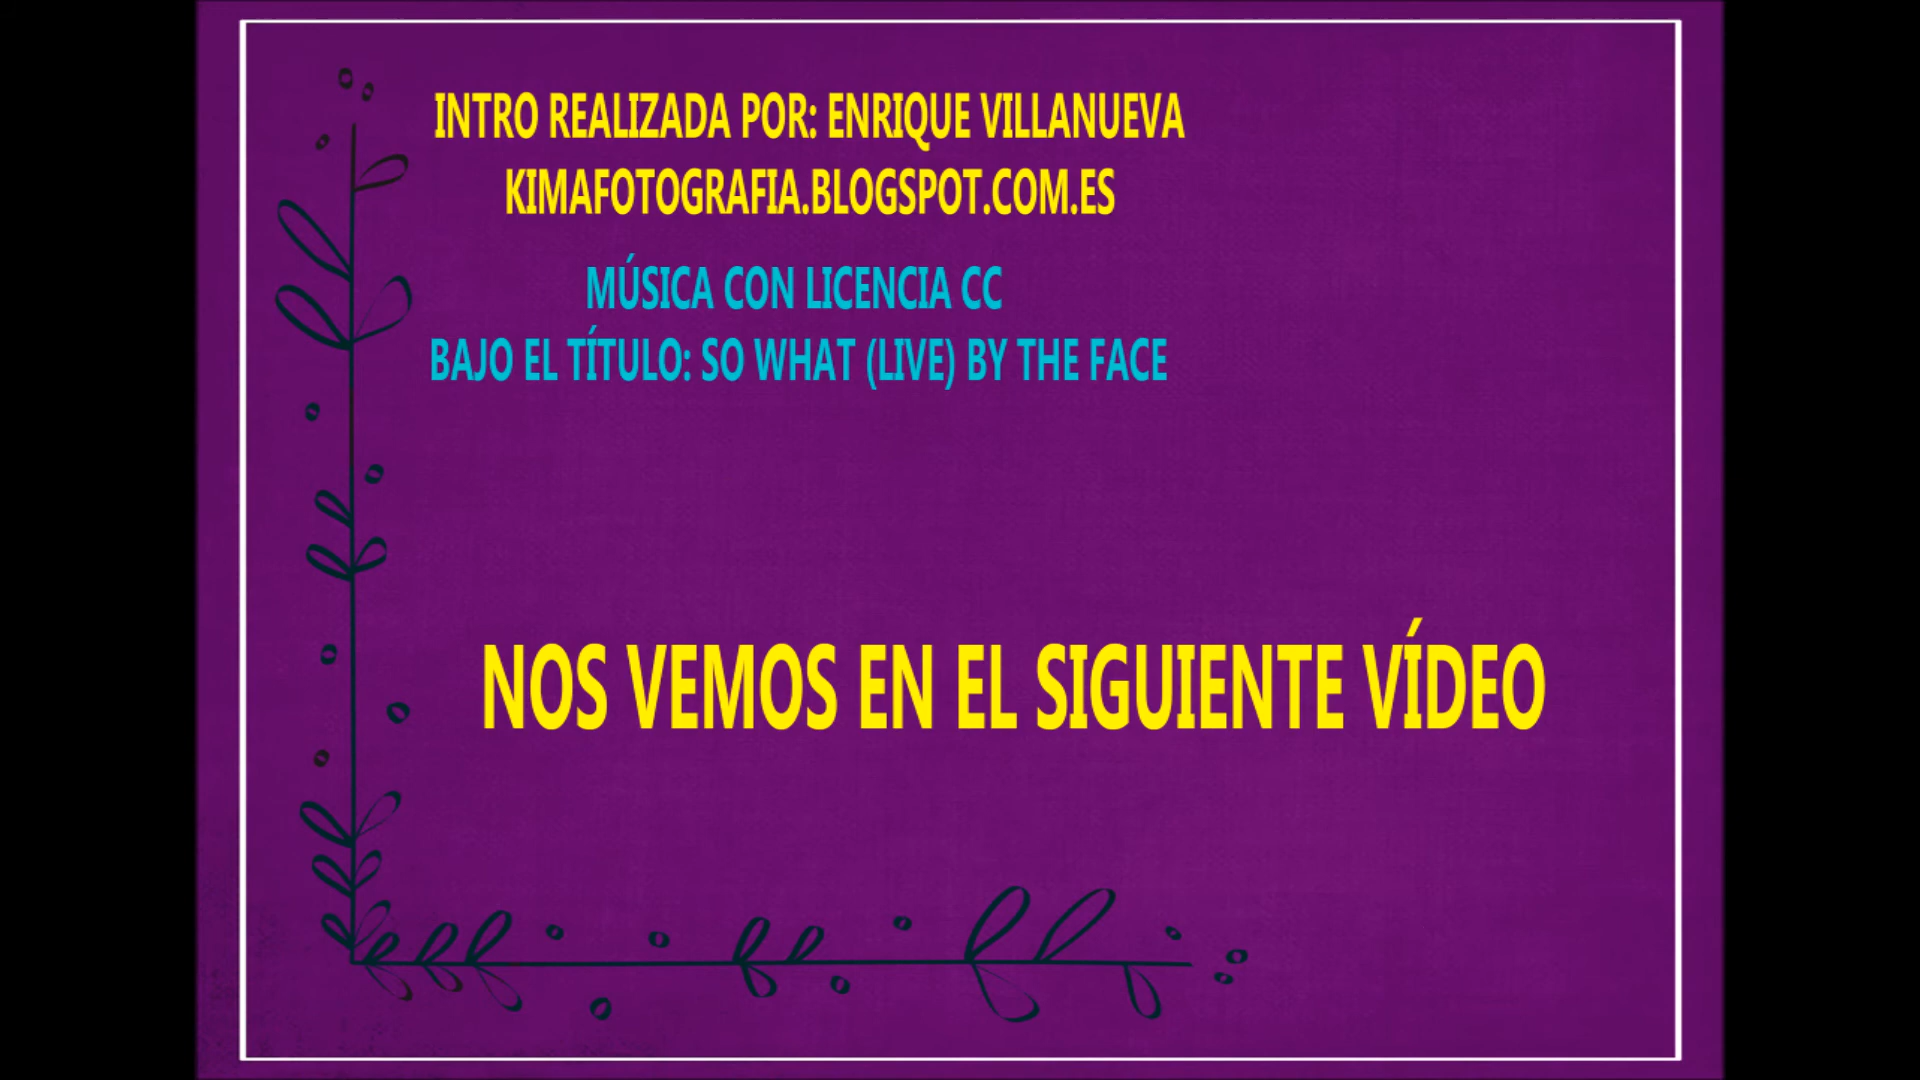 INTRO REALIZADA POR: ENRIQUE VILLANUEVA
KIMAFOTOGRAFIA.BLOGSPOT.COM.ES
MÚSICA CON LICENCIA CC
BAJO EL TÍTULO: SO WHAT (LIVE) BY THE FACE
NOS VEMOS EN EL SIGUIENTE VÍDEO